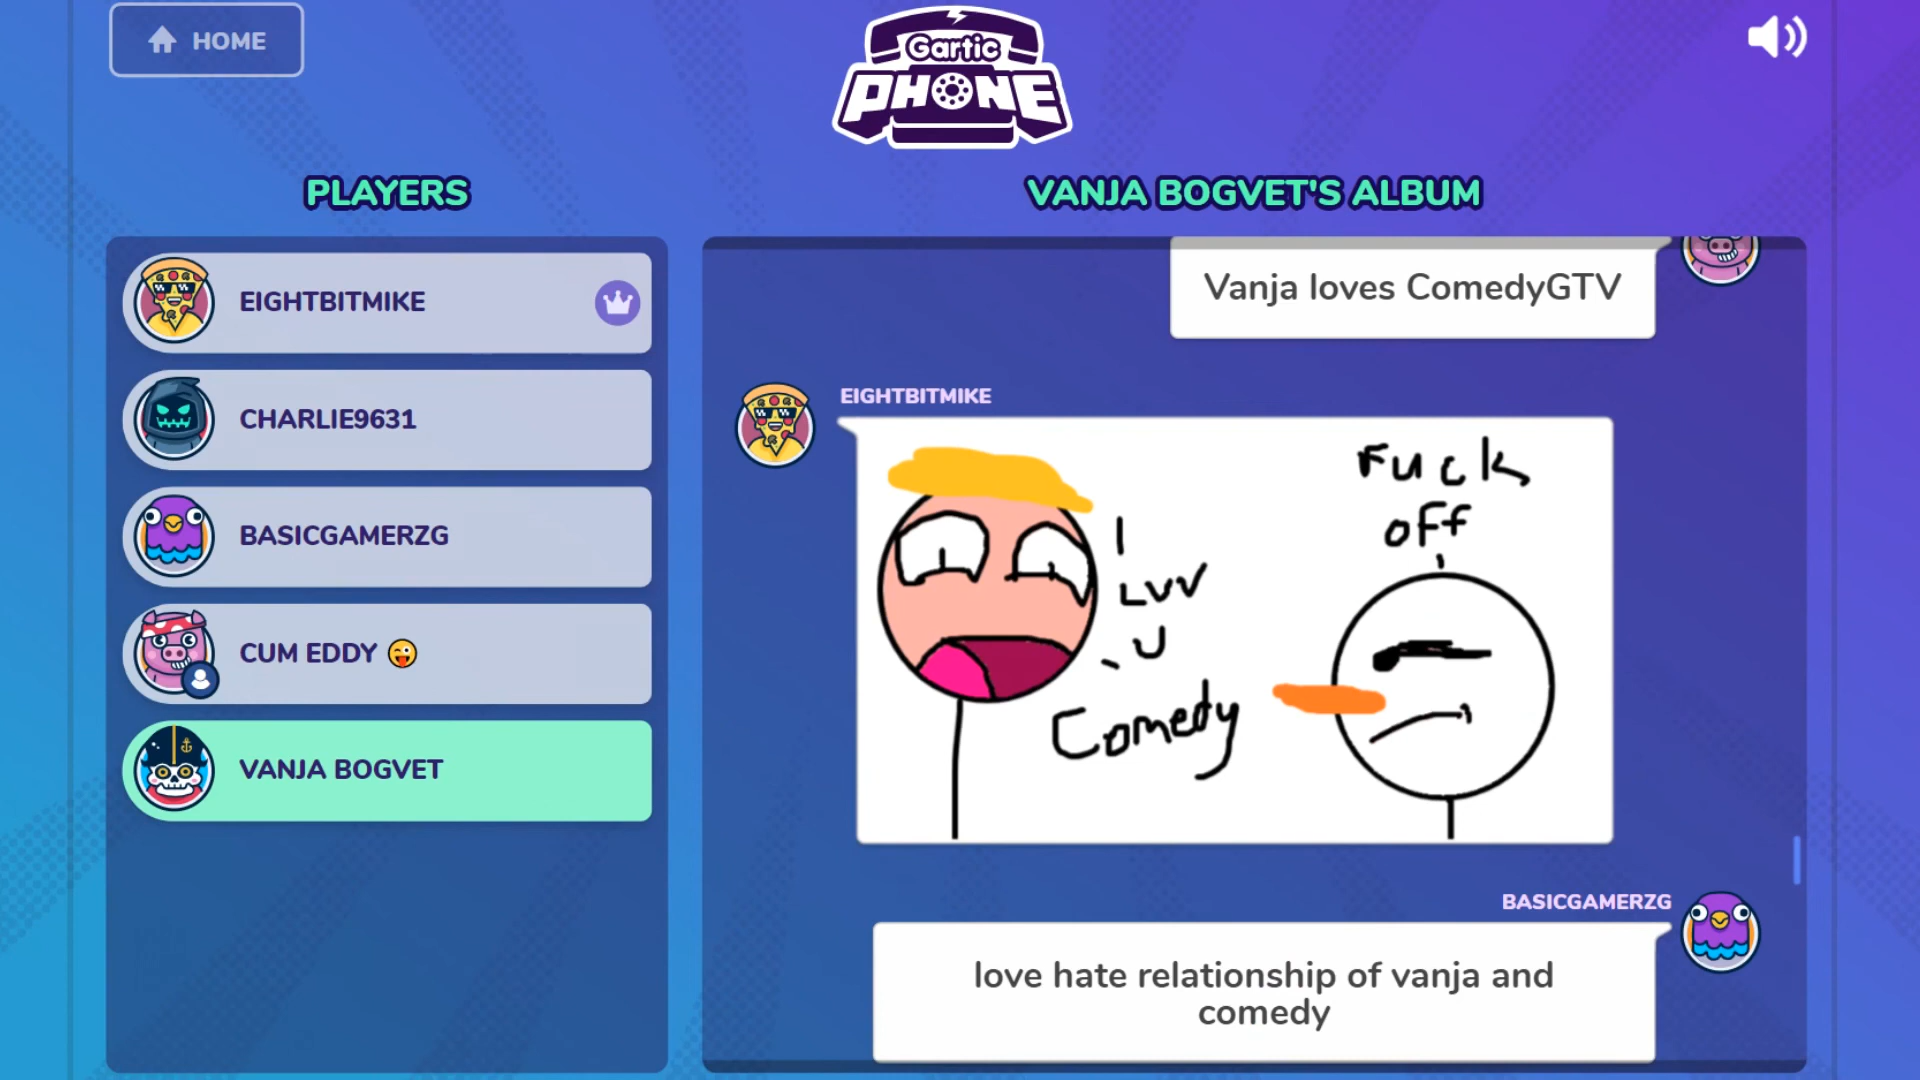 HOME
Gartic
PHONE
PLAYERS
EIGHTBITMIKE
CHARLIE9631
BASICGAMERZG
CUM EDDY 😜
VANJA BOGVET
VANJA BOGVET'S ALBUM
Vanja loves ComedyGTV
EIGHTBITMIKE
I
LVV
U
Comedy
Fuck
off
BASICGAMERZG
love hate relationship of vanja and
comedy